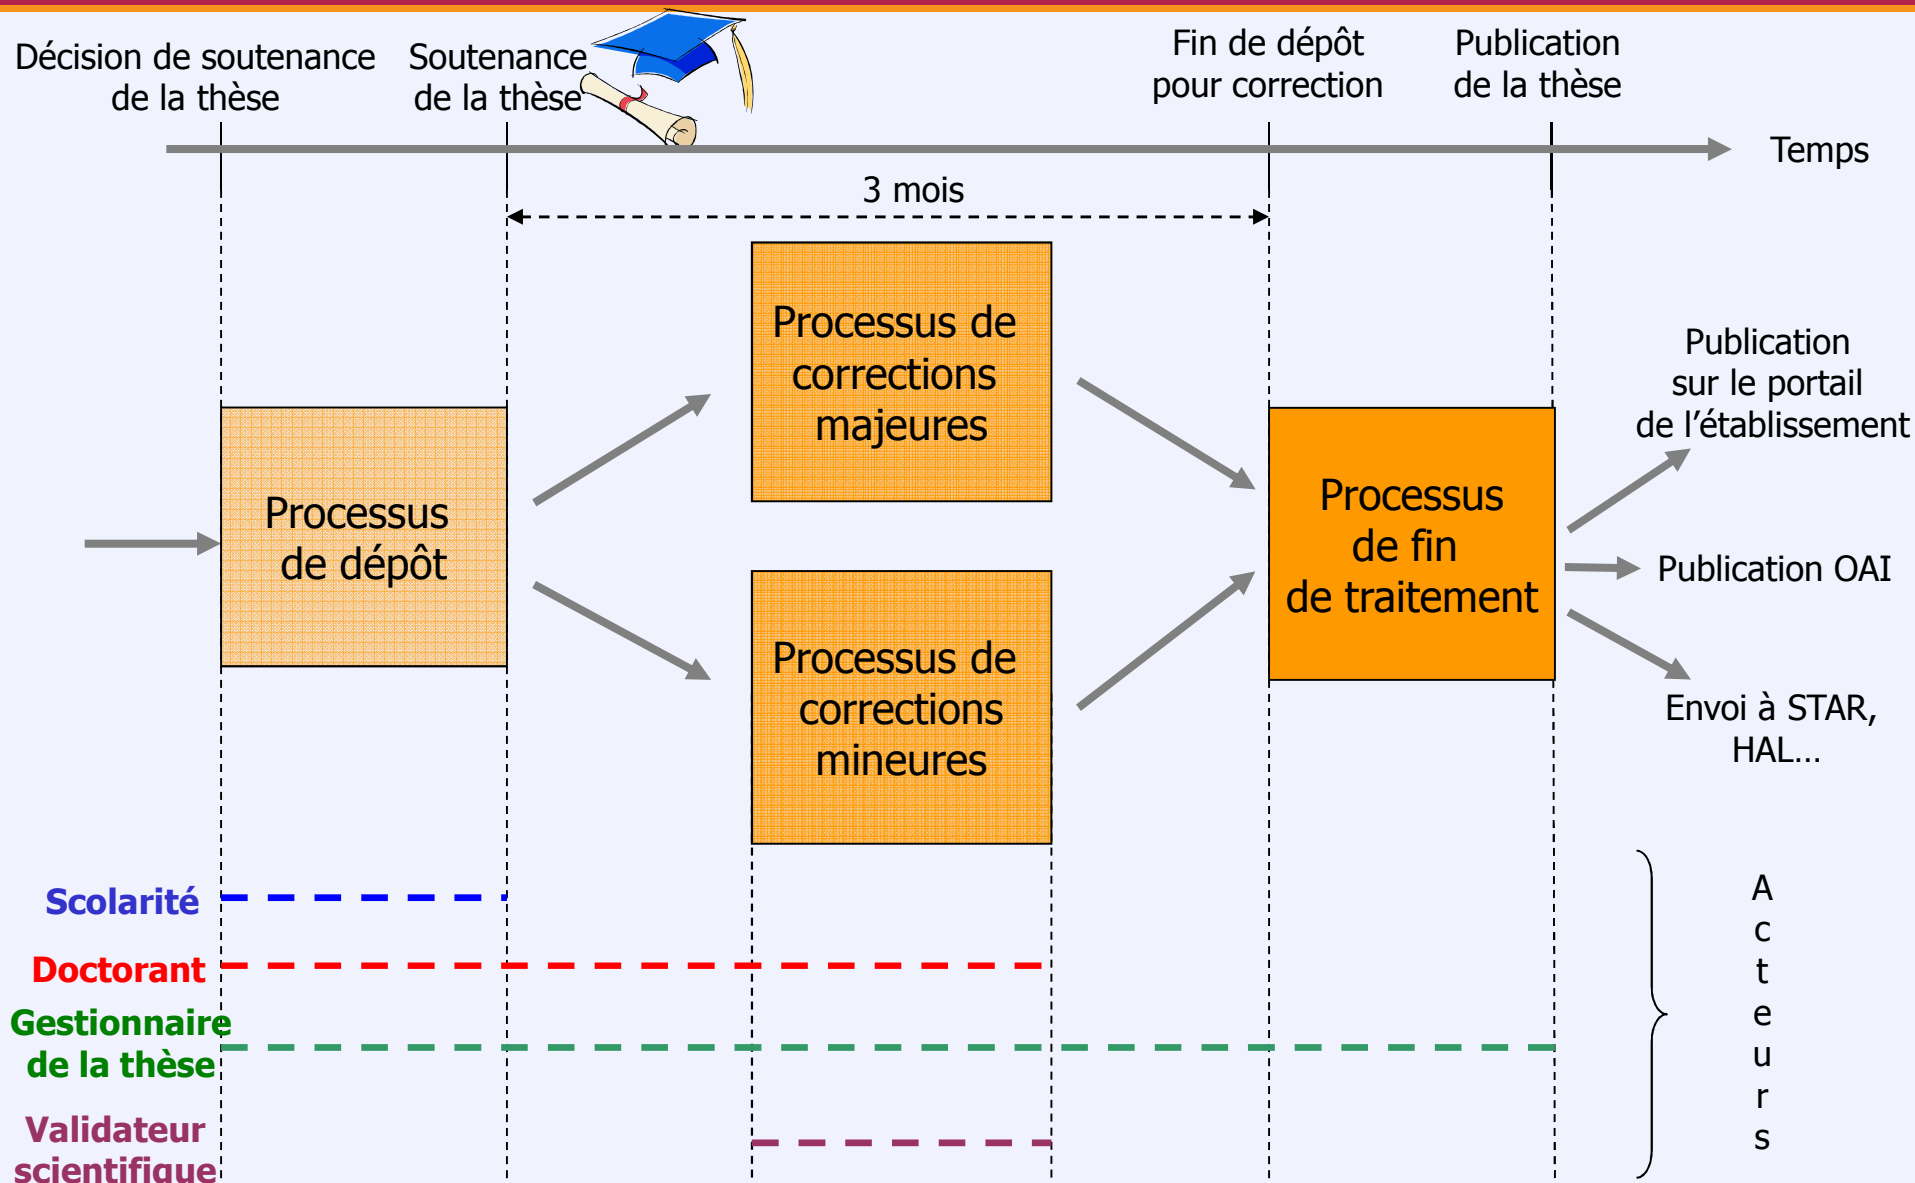 Décision de soutenance
de la thèse
Soutenance
de la thèse
Fin de dépôt
pour correction
Publication
de la thèse
Temps
3 mois
Processus de
corrections
majeures
Processus
de dépôt
Processus de
corrections
mineures
Processus
de fin
de traitement
Publication
sur le portail
de l’établissement
Publication OAI
Envoi à STAR,
HAL...
Scolarité
Doctorant
Gestionnaire
de la thèse
Validateur
scientifique
A
c
t
e
u
r
s